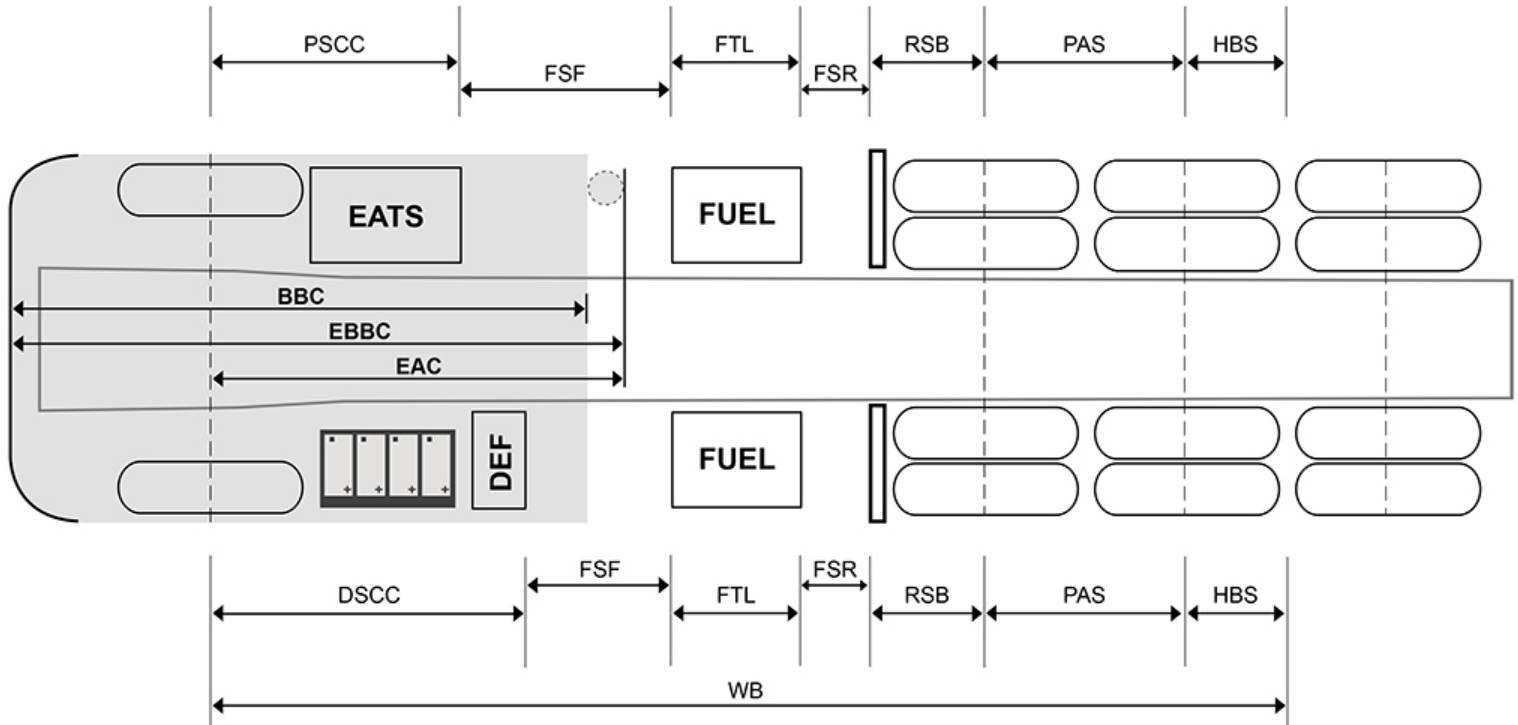 PSCC
FTL
RSB
PAS
HBS
FSF
FSR
EATS
FUEL
BBC
EBBC
EAC
+ + + +
DEF
FUEL
FSF
FSR
DSCC
FTL
RSB
PAS
HBS
WB